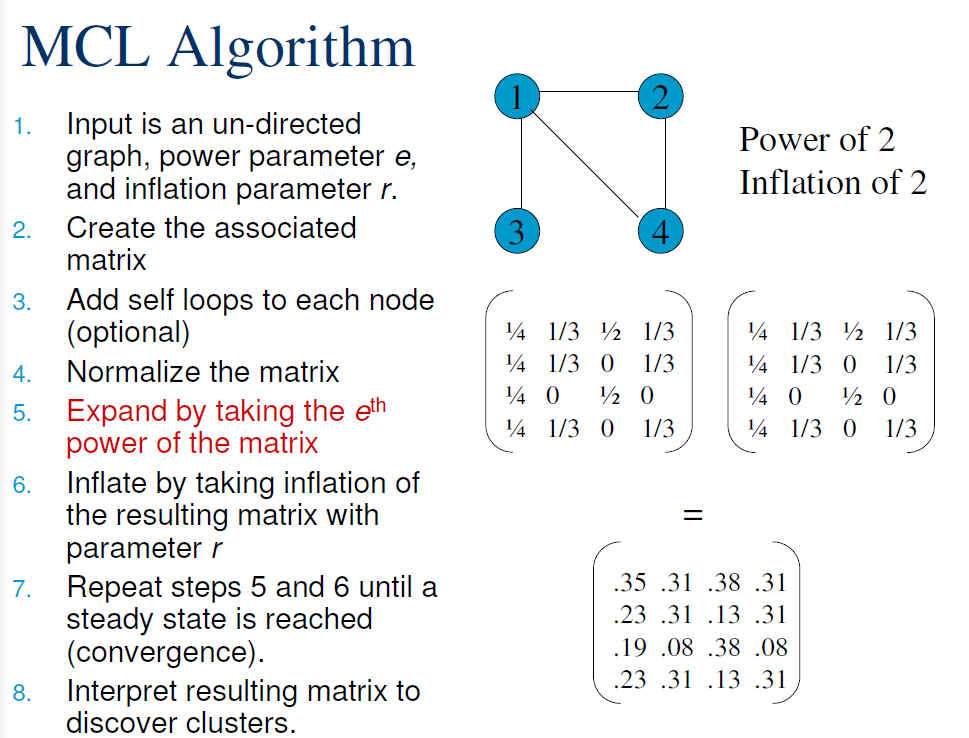 MCL Algorithm
1. Input is an un-directed
graph, power parameter e,
and inflation parameter r.
2. Create the associated
matrix
3. Add self loops to each node
(optional)
4. Normalize the matrix
5. Expand by taking the eth
power of the matrix
6. Inflate by taking inflation of
the resulting matrix with
parameter r
7. Repeat steps 5 and 6 until a
steady state is reached
(convergence).
8. Interpret resulting matrix to
discover clusters.
1 2
3 4
Power of 2
Inflation of 2
¼ 1/3 ½ 1/3
¼ 1/3 0 1/3
¼ 0 ½ 0
¼ 1/3 0 1/3
¼ 1/3 ½ 1/3
¼ 1/3 0 1/3
¼ 0 ½ 0
¼ 1/3 0 1/3
=
.35 .31 .38 .31
.23 .31 .13 .31
.19 .08 .38 .08
.23 .31 .13 .31